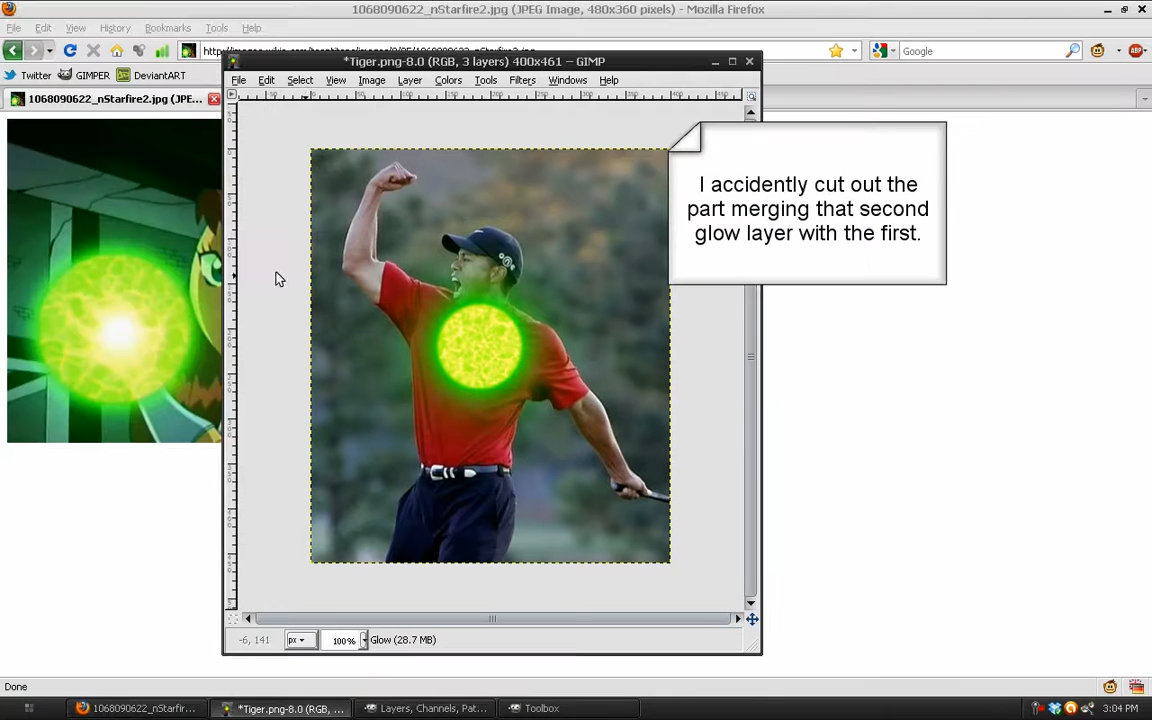 1068090622_nStarfire2.jpg (JPEG Image, 480x360 pixels) - Mozilla Firefox
File Edit View History Bookmarks Tools Help
Google
Twitter GIMPER DeviantART
1068090622_nStarfire2.jpg (JPE...
*Tiger.png-8.0 (RGB, 3 layers) 400x461 – GIMP
File Edit Select View Image Layer Colors Tools Filters Windows Help
I accidently cut out the
part merging that second
glow layer with the first.
-6, 141 px 100% Glow (28.7 MB)
Done
1068090622_nStarfir... *Tiger.png-8.0 (RGB, ... Layers, Channels, Pat... Toolbox 3:04 PM